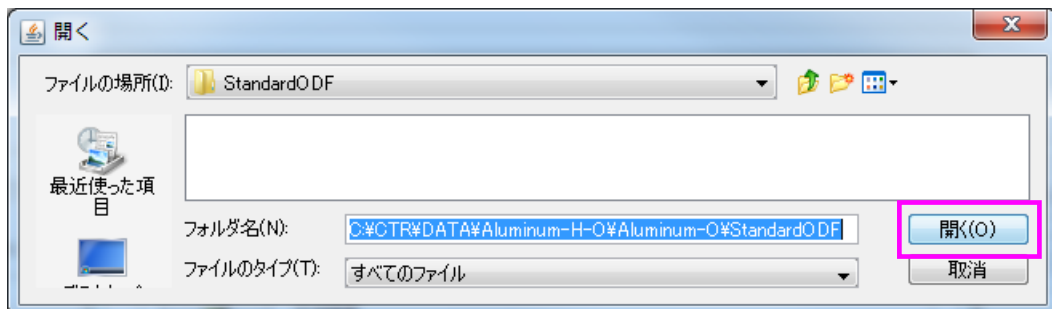 開く
ファイルの場所(I):
StandardODF
最近使った項
目
フォルダ名(N):
C:¥CTR¥DATA¥Aluminum-H-O¥Aluminum-O¥StandardODF
開く(O)
ファイルのタイプ(T):
すべてのファイル
取消